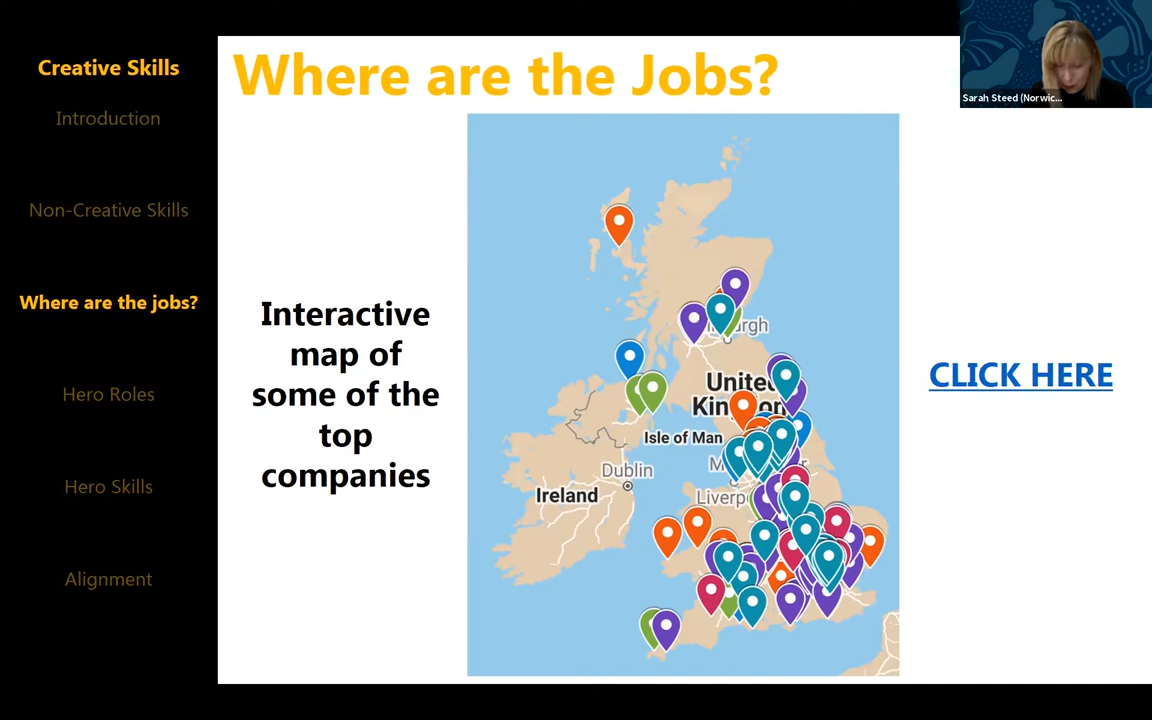 Creative Skills
Introduction
Non-Creative Skills
Where are the jobs?
Hero Roles
Hero Skills
Alignment
Where are the Jobs?
Interactive
map of
some of the
top
companies
United
Isle of Man
Dublin
Ireland
CLICK HERE
Sarah Steed (Norwic...